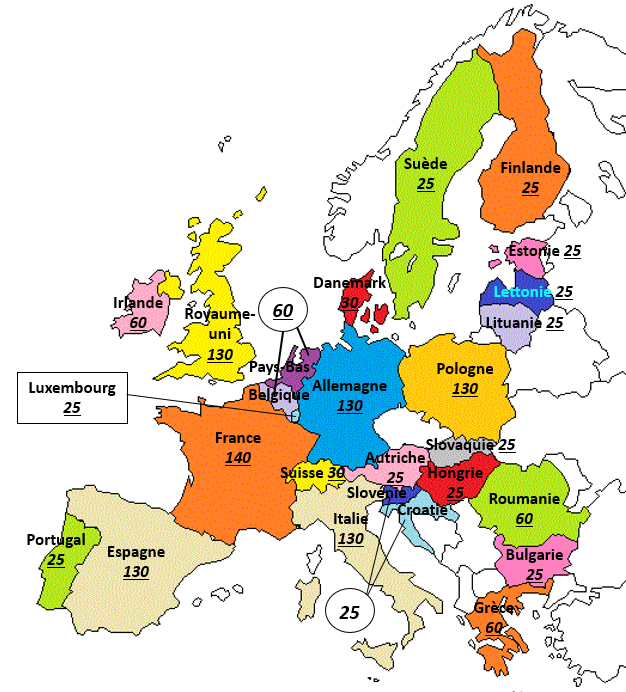 Suède
25
Finlande
25
Estonie 25
Danemark
30
Lettonie 25
Irlande
60
60
Royaume-
uni
130
Lituanie 25
Pays-Bas
Pologne
130
Luxembourg
25
Belgique
Allemagne
130
France
140
Slovaquie 25
Autriche
25
Suisse 30
Hongrie
25
Slovénie
Roumanie
60
Croatie
Italie
130
Portugal
25
Espagne
130
Bulgarie
25
25
Grèce
60